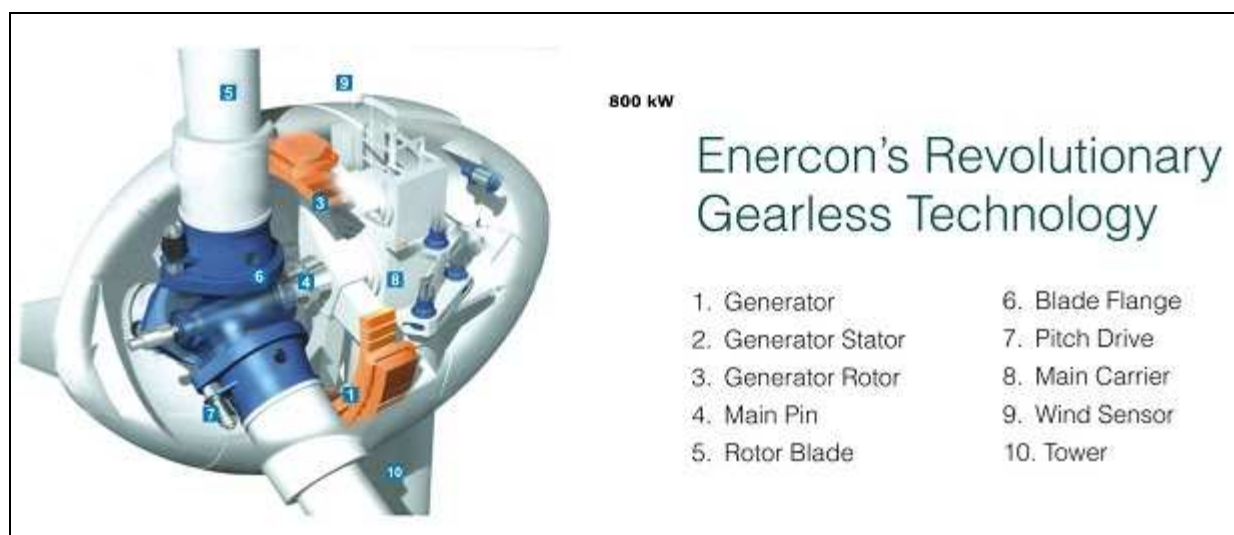 9
5
800 kW
Enercon's Revolutionary
Gearless Technology
3
6
4
8
1
7
10
1. Generator
2. Generator Stator
3. Generator Rotor
4. Main Pin
5. Rotor Blade
6. Blade Flange
7. Pitch Drive
8. Main Carrier
9. Wind Sensor
10. Tower